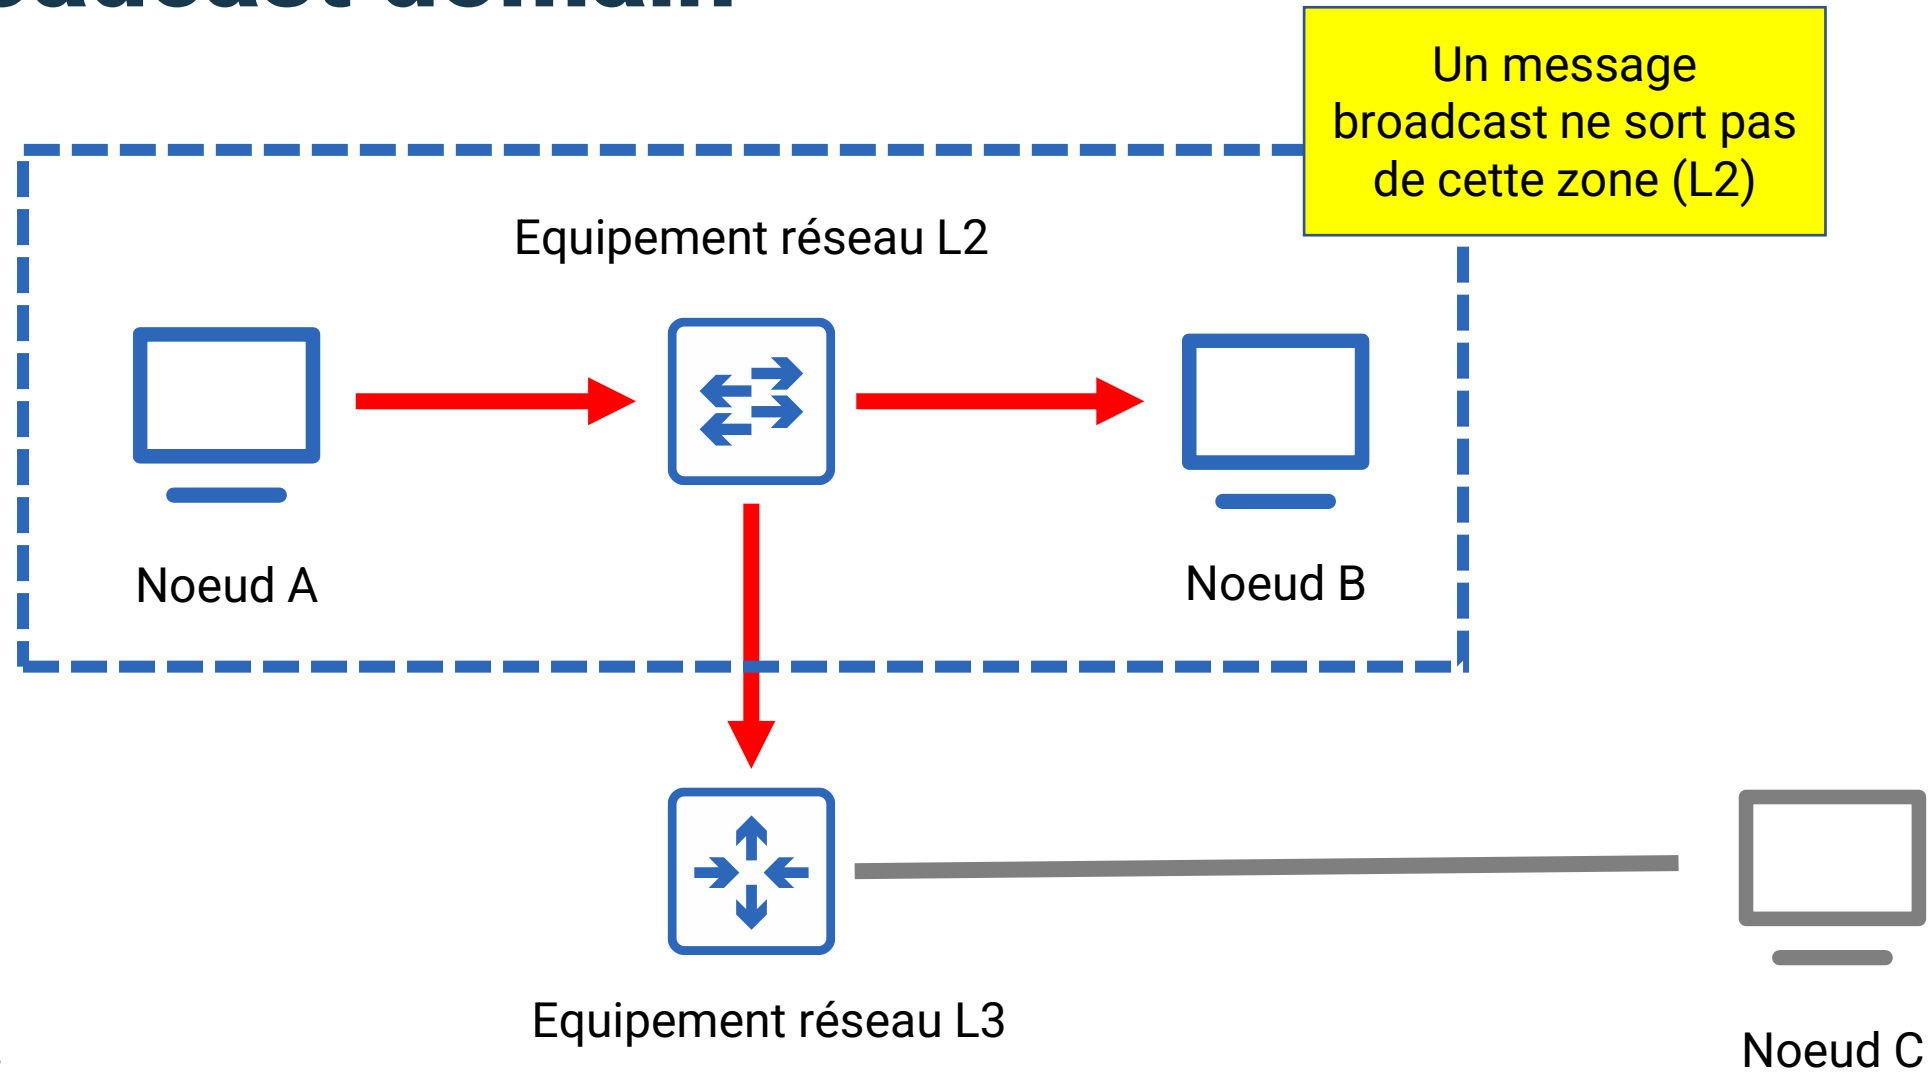 domain
Un message
broadcast ne sort pas
de cette zone (L2)
Equipement réseau L2
Noeud A
Noeud B
Equipement réseau L3
Noeud C